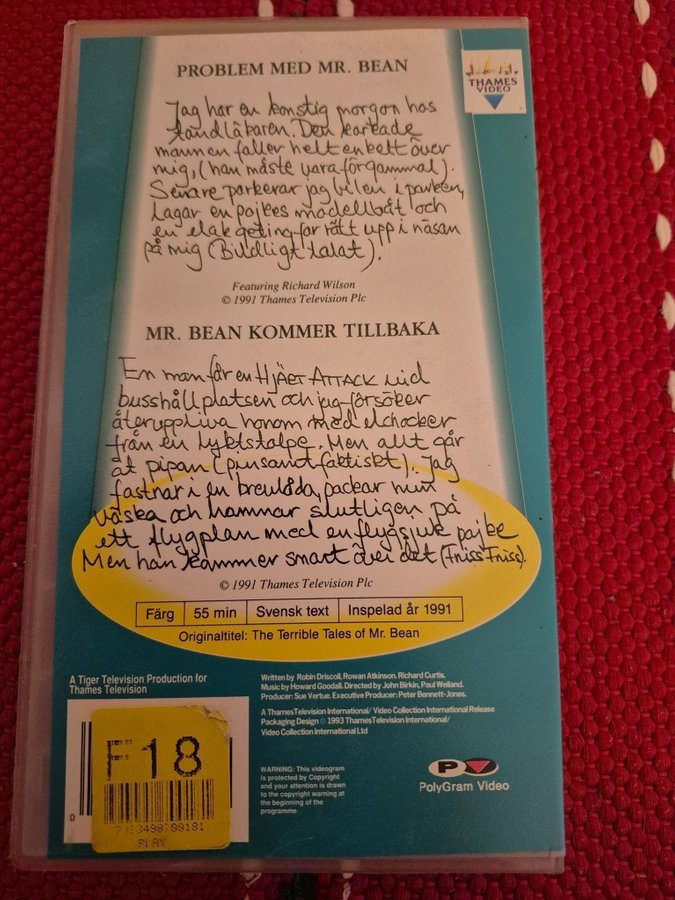 PROBLEM MED MR. BEAN
THAMES
VIDEO
Jag har en konstig morgon hos
tandläkaren. Den karkade
mannen faller helt enkelt över
mig, (han måste vara för gammal).
Senare parkerar jag bilen i parken,
lagar en pojkes modellbåt och
en elak geting far rätt upp i näsan
på mig (Bildligt talat).
Featuring Richard Wilson
© 1991 Thames Television Plc
MR. BEAN KOMMER TILLBAKA
En man får en HJÄRT ATTACK vid
busshållplatsen och jag försöker
återuppliva honom med elchocker
från en lyktstolpe. Men allt går
åt pipan (pinsamt faktiskt). Jag
fastnar i en brevlåda, packar min
väska och hamnar slutligen på
ett flygplan med en flygsjuk pojke
Men han kommer snart över det (Friss Friss).
© 1991 Thames Television Plc
Färg 55 min Svensk text Inspelad år 1991
Originaltitel: The Terrible Tales of Mr. Bean
A Tiger Television Production for
Thames Television
Written by Robin Driscoll, Rowan Atkinson. Richard Curtis.
Music by Howard Goodall. Directed by John Birkin, Paul Weiland.
Producer: Sue Vertue. Executive Producer: Peter Bennett-Jones.
A Thames Television International/ Video Collection International Release
Packaging Design © 1993 Thames Television International/
Video Collection International Ltd
WARNING: This videogram
is protected by Copyright
and your attention is drawn
to the copyright warning at
the beginning of the
programme
PolyGram Video
F18
0
PLAY